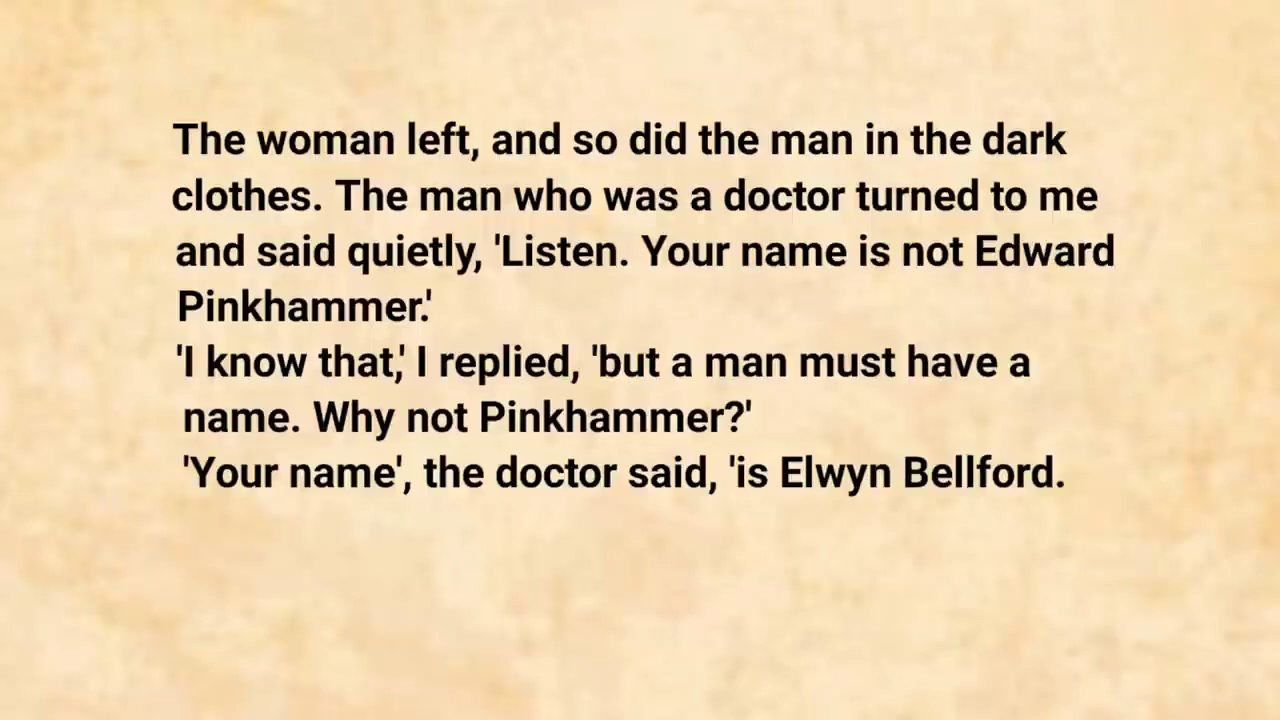 The woman left, and so did the man in the dark
clothes. The man who was a doctor turned to me
and said quietly, 'Listen. Your name is not Edward
Pinkhammer.'
'I know that,' I replied, 'but a man must have a
name. Why not Pinkhammer?'
'Your name', the doctor said, 'is Elwyn Bellford.